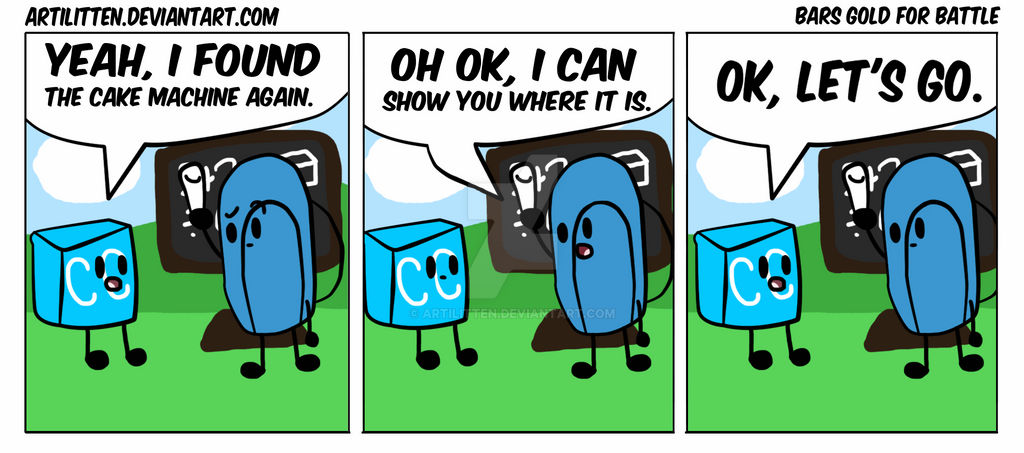 ARTILITTEN.DEVIANTART.COM
BARS GOLD FOR BATTLE
YEAH, I FOUND
THE CAKE MACHINE AGAIN.
CC
OH OK, I CAN
SHOW YOU WHERE IT IS.
CC
© ARTILITTEN.DEVIANTART.COM
OK, LET'S GO.
CC